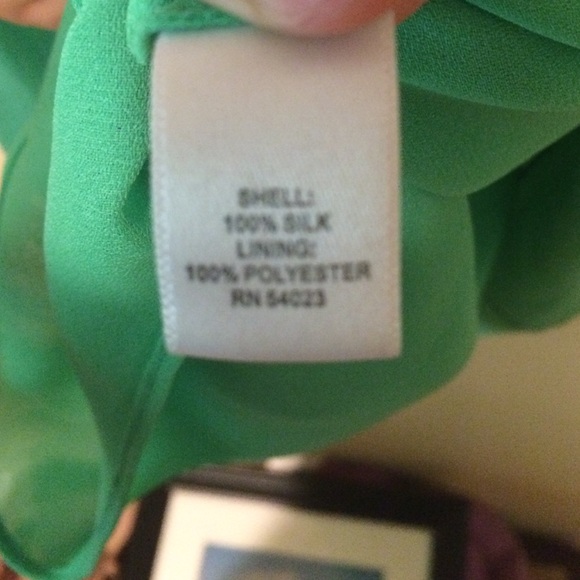 SHELL:
100% SILK
LINING:
100% POLYESTER
RN 54023